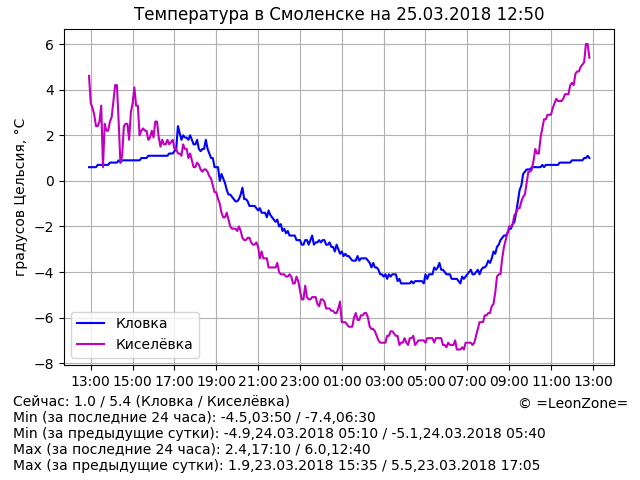 Температура в Смоленске на 25.03.2018 12:50
градусов Цельсия, °C
6
4
2
0
−2
−4
−6
−8
Кловка
Киселёвка
13:00 15:00 17:00 19:00 21:00 23:00 01:00 03:00 05:00 07:00 09:00 11:00 13:00
Сейчас: 1.0 / 5.4 (Кловка / Киселёвка)
© =LeonZone=
Min (за последние 24 часа): -4.5,03:50 / -7.4,06:30
Min (за предыдущие сутки): -4.9,24.03.2018 05:10 / -5.1,24.03.2018 05:40
Max (за последние 24 часа): 2.4,17:10 / 6.0,12:40
Max (за предыдущие сутки): 1.9,23.03.2018 15:35 / 5.5,23.03.2018 17:05